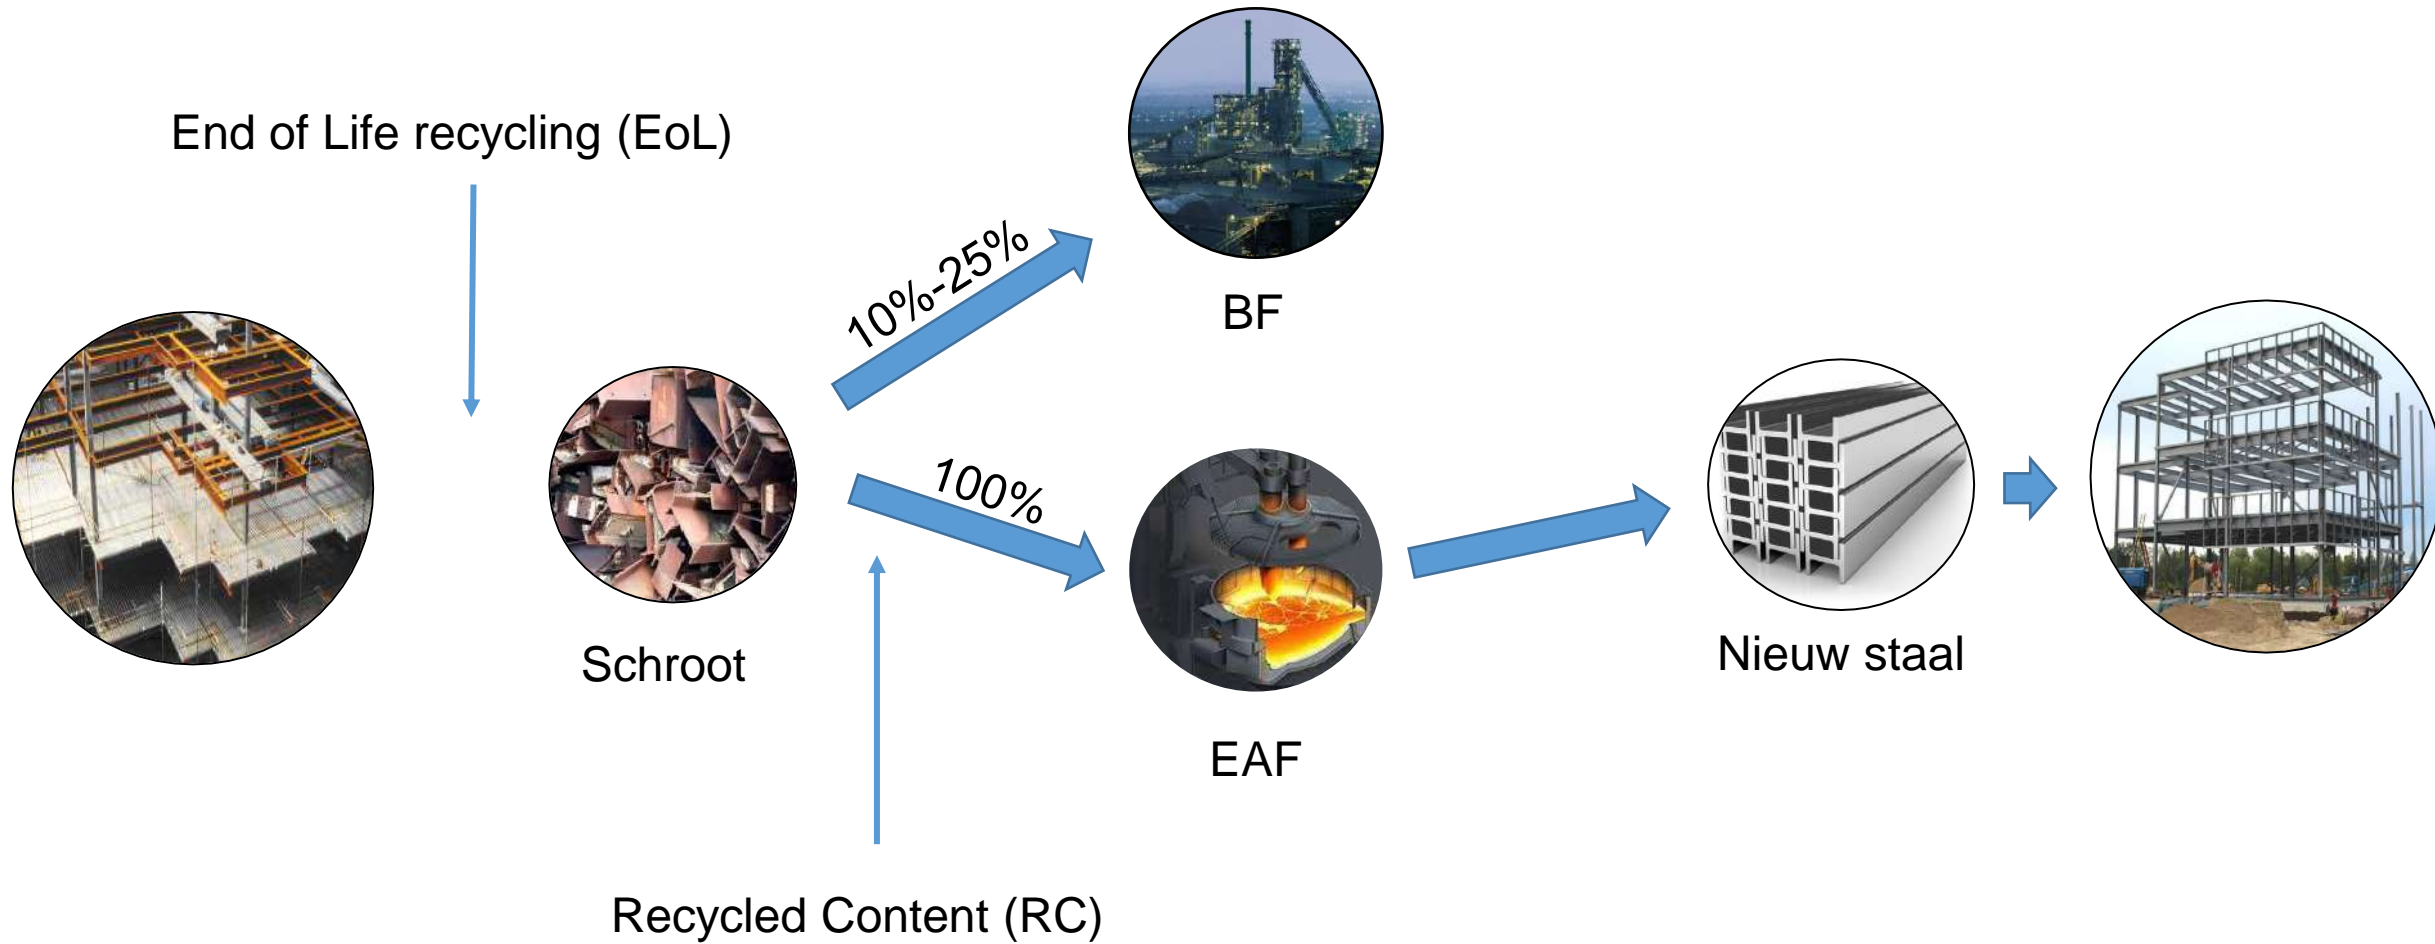 End of Life recycling (EoL)
10%-25%
BF
100%
Schroot
EAF
Nieuw staal
Recycled Content (RC)